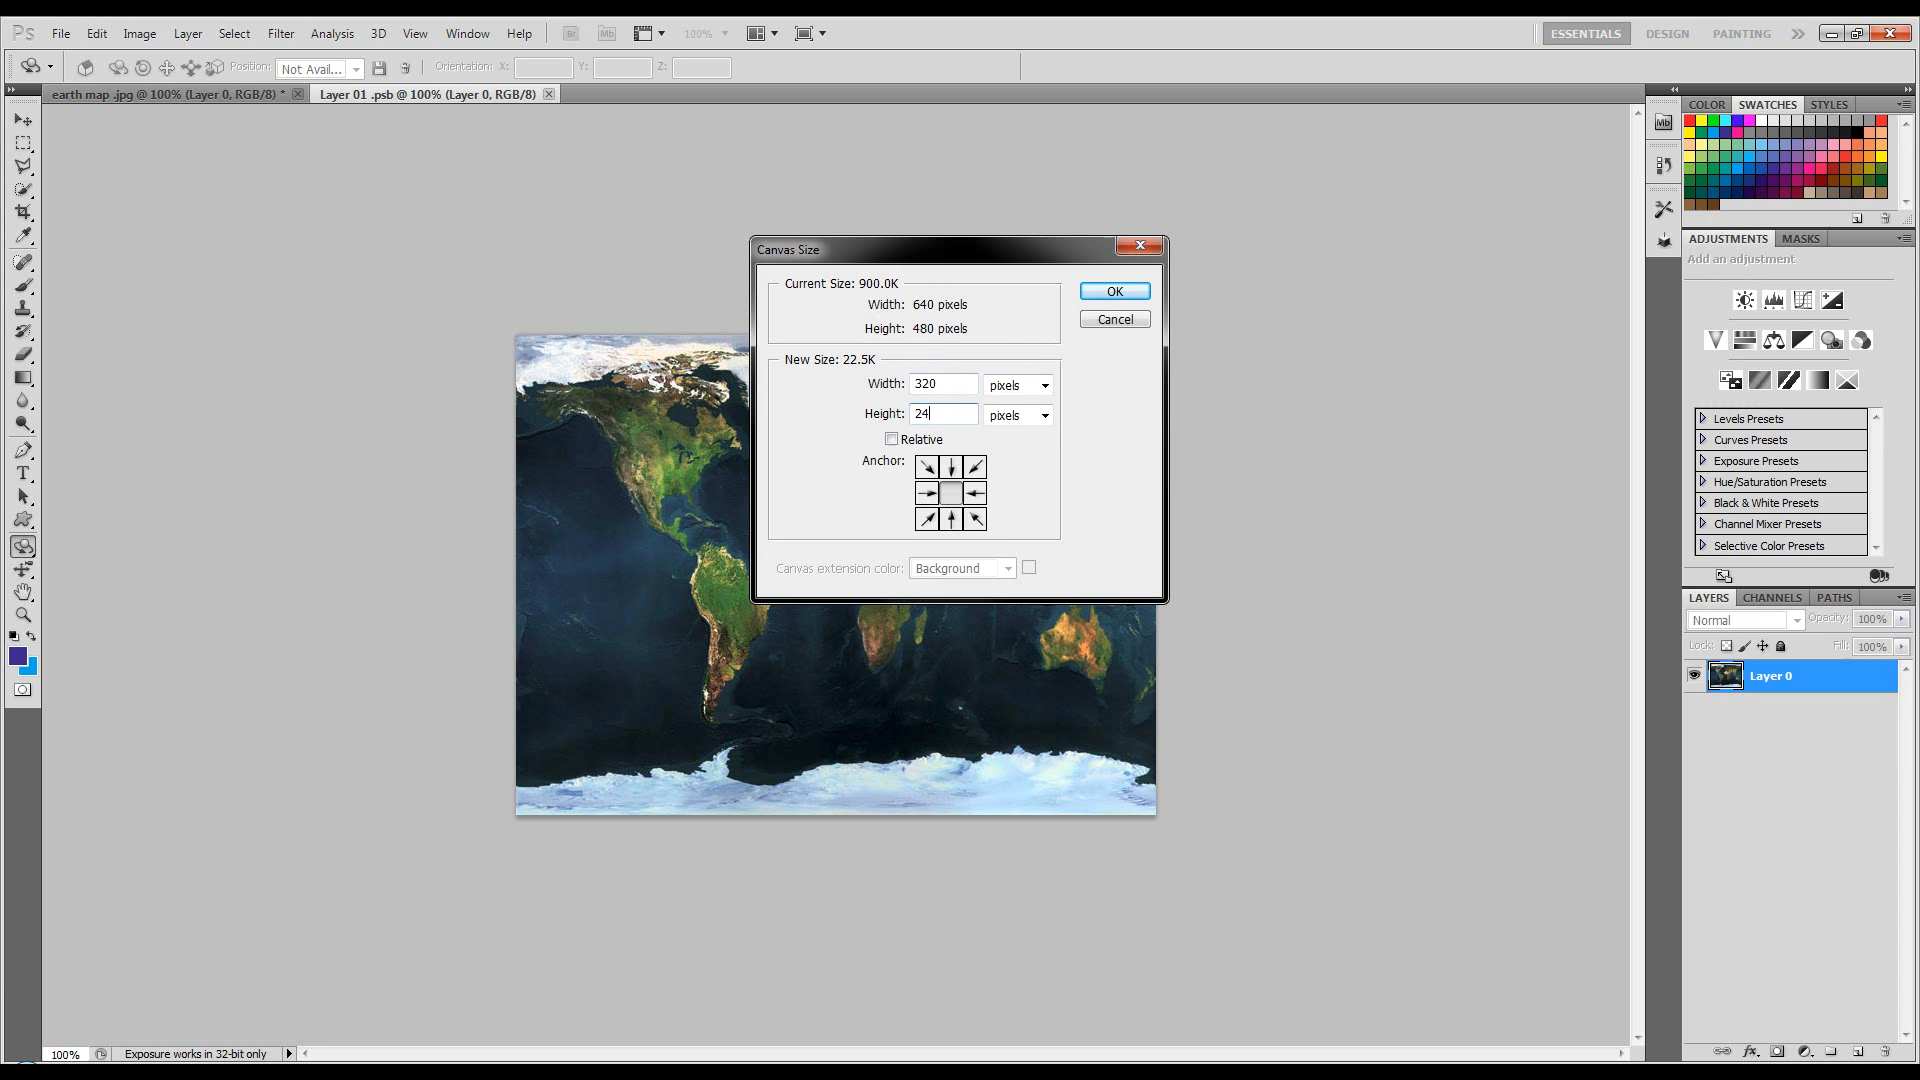 Ps File Edit Image Layer Select Filter Analysis 3D View Window Help Br Mb 100% ESSENTIALS DESIGN PAINTING
Position: Not Avail... Orientation: X: Y: Z:
earth map .jpg @ 100% (Layer 0, RGB/8) * Layer 01 .psb @ 100% (Layer 0, RGB/8)
COLOR SWATCHES STYLES
Mb
ADJUSTMENTS MASKS
Add an adjustment
Canvas Size
Current Size: 900.0K
OK
Width: 640 pixels
Cancel
Height: 480 pixels
New Size: 22.5K
Width: 320 pixels
Height: 24 pixels
Relative
Anchor:
Canvas extension color: Background
Levels Presets
Curves Presets
Exposure Presets
Hue/Saturation Presets
Black & White Presets
Channel Mixer Presets
Selective Color Presets
LAYERS CHANNELS PATHS
Normal Opacity: 100%
Lock: Fill: 100%
Layer 0
T
100% Exposure works in 32-bit only
fx